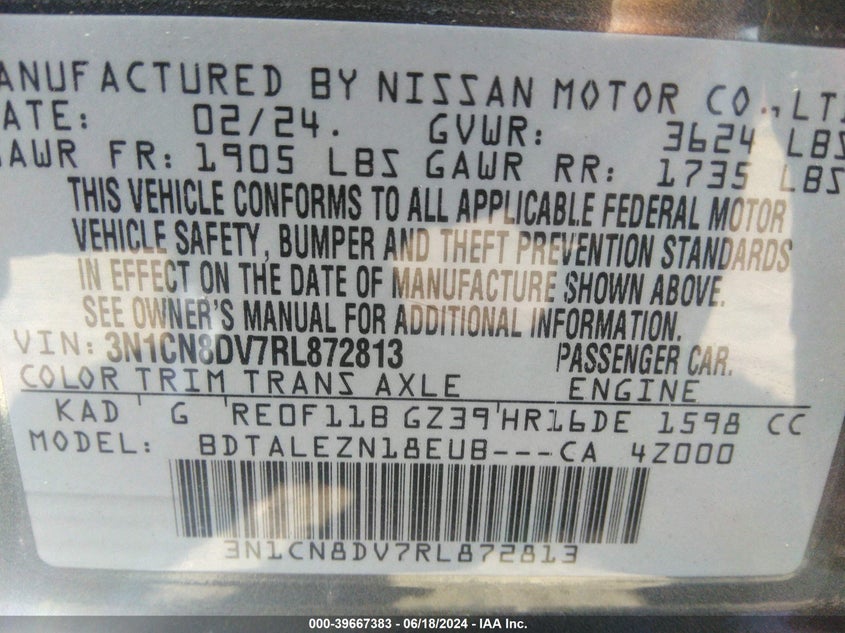 ANUFACTURED BY NISSAN MOTOR CO., LT
ATE: 02/24. GVWR: 3624 LBS
AWR FR: 1905 LBS GAWR RR: 1735 LBS
THIS VEHICLE CONFORMS TO ALL APPLICABLE FEDERAL MOTOR
VEHICLE SAFETY, BUMPER AND THEFT PREVENTION STANDARDS
IN EFFECT ON THE DATE OF MANUFACTURE SHOWN ABOVE.
SEE OWNER'S MANUAL FOR ADDITIONAL INFORMATION.
VIN: 3N1CN8DV7RL872813 PASSENGER CAR.
COLOR TRIM TRANS AXLE ENGINE
KAD G RE0F11B GZ39 HR16DE 1598 CC
MODEL: BDTALEZN18EUB---CA 4Z000
3N1CN8DV7RL872813
000-39667383 / 06/18/2024 - IAA Inc.